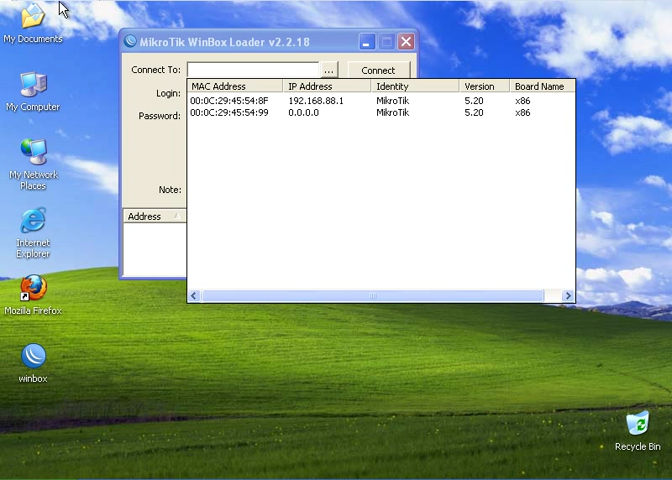 My Documents
My Computer
My Network
Places
Internet
Explorer
Mozilla Firefox
winbox
MikroTik WinBox Loader v2.2.18
Connect To:
...
Connect
Login:
Password:
Note:
Address
MAC Address IP Address Identity Version Board Name
00:0C:29:45:54:8F 192.168.88.1 MikroTik 5.20 x86
00:0C:29:45:54:99 0.0.0.0 MikroTik 5.20 x86
Recycle Bin